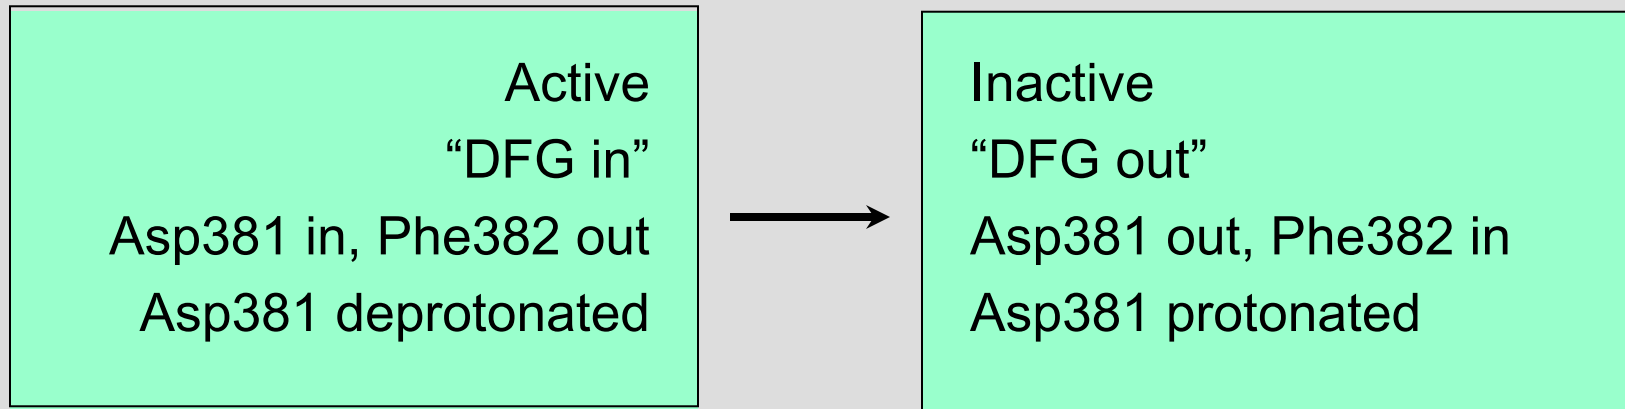 Active
“DFG in”
Asp381 in, Phe382 out
Asp381 deprotonated
Inactive
“DFG out”
Asp381 out, Phe382 in
Asp381 protonated